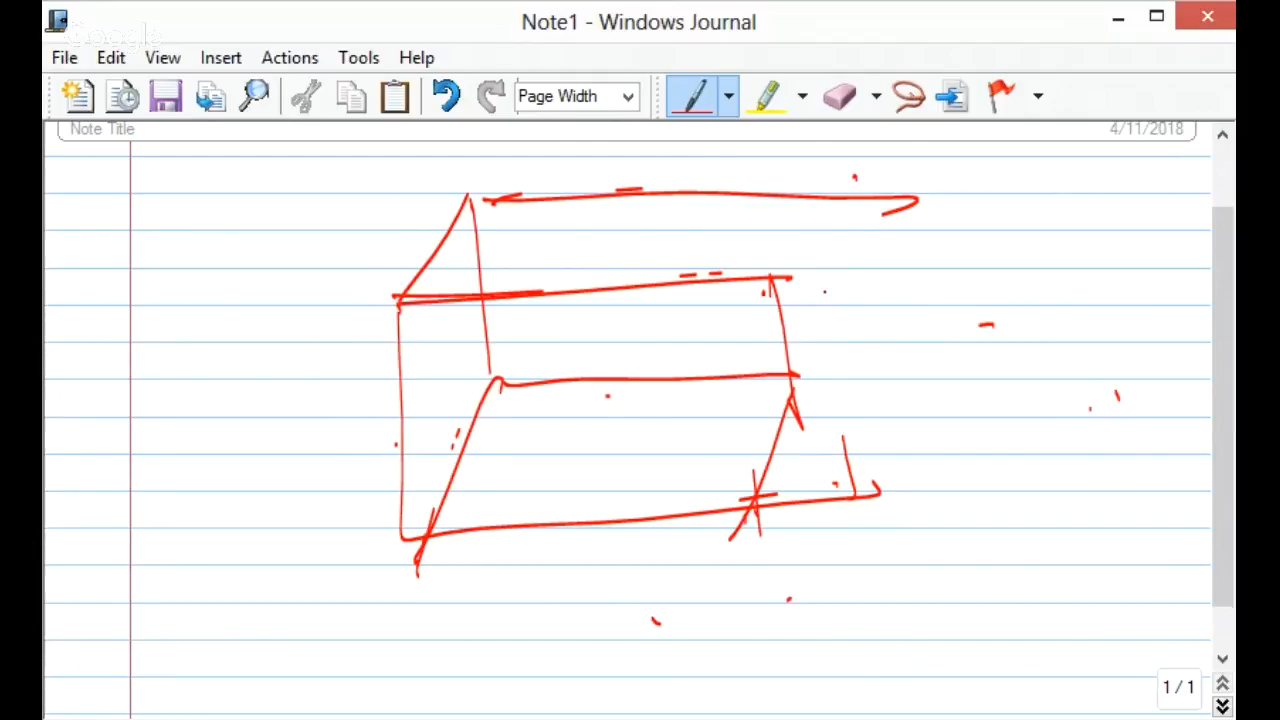 Note1 - Windows Journal
Google
File Edit View Insert Actions Tools Help
Page Width
Note Title 4/11/2018
1 / 1